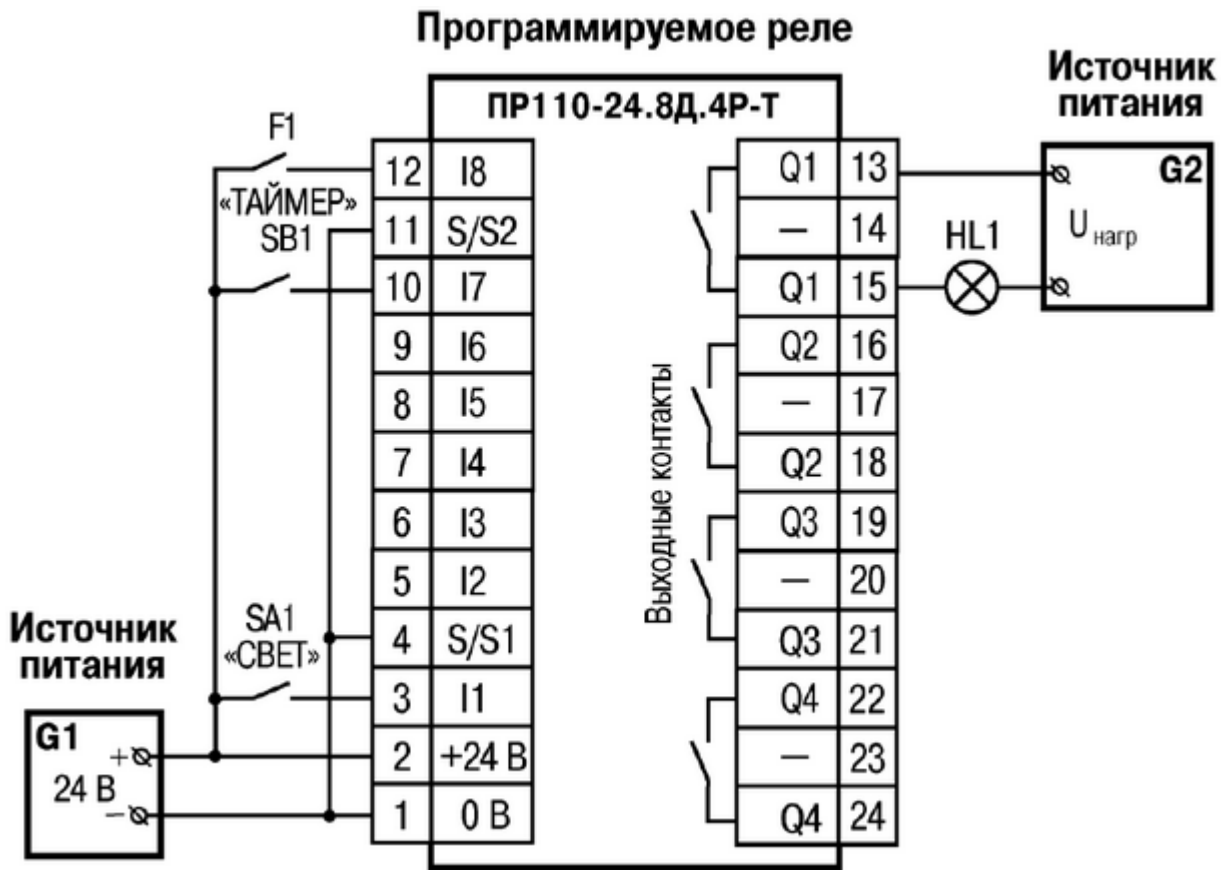 Программируемое реле
Источник
питания
ПР110-24.8Д.4Р-Т
F1
«ТАЙМЕР»
SB1
12 I8
11 S/S2
10 I7
9 I6
8 I5
7 I4
6 I3
5 I2
4 S/S1
3 I1
2 +24 В
1 0 В
SA1
«СВЕТ»
Источник
питания
G1
+
24 В
–
Выходные контакты
Q1 13
— 14
Q1 15
Q2 16
— 17
Q2 18
Q3 19
— 20
Q3 21
Q4 22
— 23
Q4 24
HL1
G2
U нагр